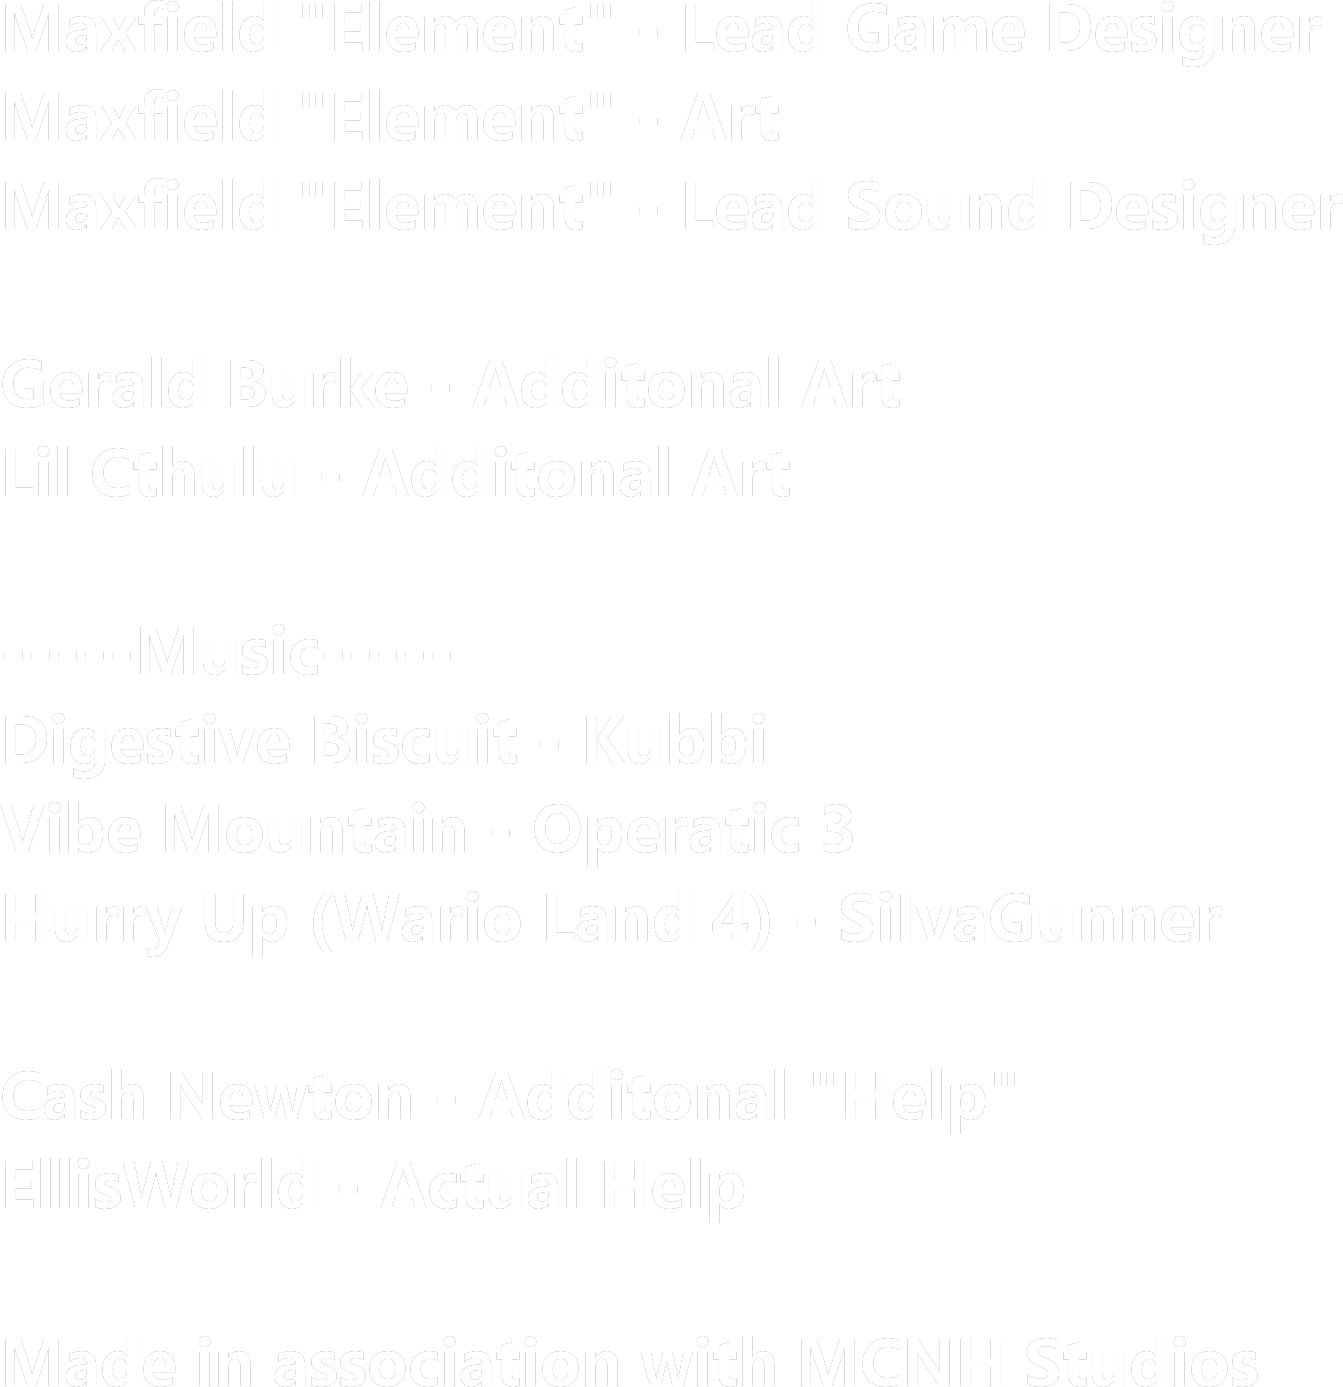 Maxfield "Element" - Lead Game Designer
Maxfield "Element" - Art
Maxfield "Element" - Lead Sound Designer
Gerald Burke - Additonal Art
Lil Cthulu - Additonal Art
------Music------
Digestive Biscuit - Kubbi
Vibe Mountain - Operatic 3
Hurry Up (Wario Land 4) - SilvaGunner
Cash Newton - Additonal "Help"
EllisWorld - Actual Help
Made in association with MCNH Studios